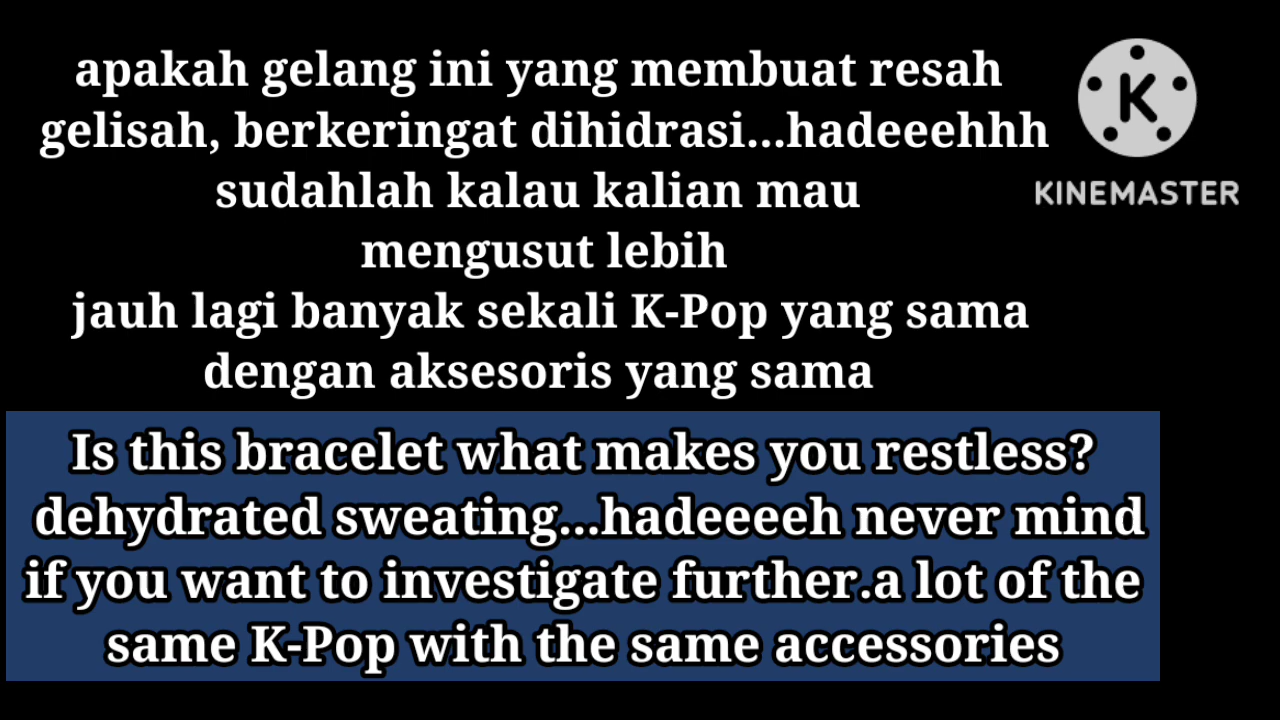 apakah gelang ini yang membuat resah
gelisah, berkeringat dihidrasi...hadeeehhh
sudahlah kalau kalian mau
mengusut lebih
jauh lagi banyak sekali K-Pop yang sama
dengan aksesoris yang sama
K
KINEMASTER
Is this bracelet what makes you restless?
dehydrated sweating...hadeeeeh never mind
if you want to investigate further.a lot of the
same K-Pop with the same accessories